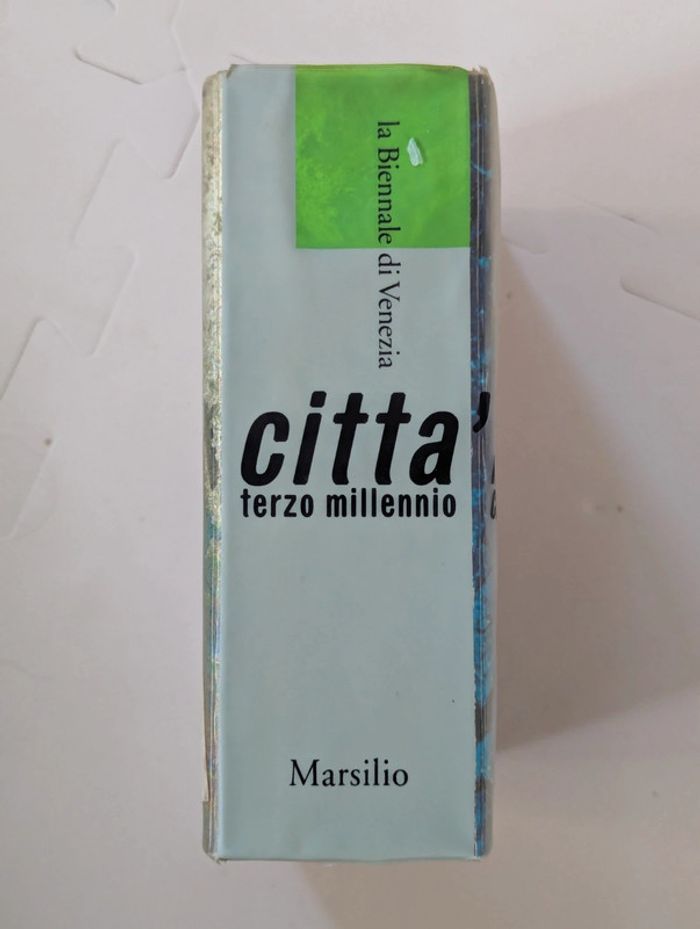 la Biennale di Venezia
citta'
terzo millennio
Marsilio